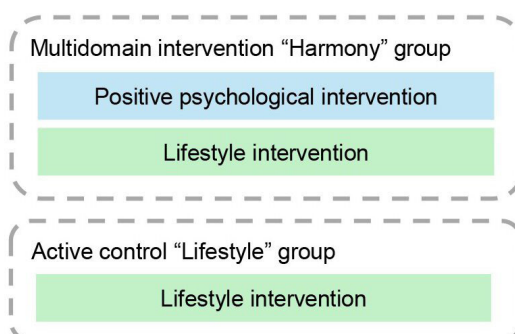 Multidomain intervention “Harmony” group
Positive psychological intervention
Lifestyle intervention
Active control “Lifestyle” group
Lifestyle intervention